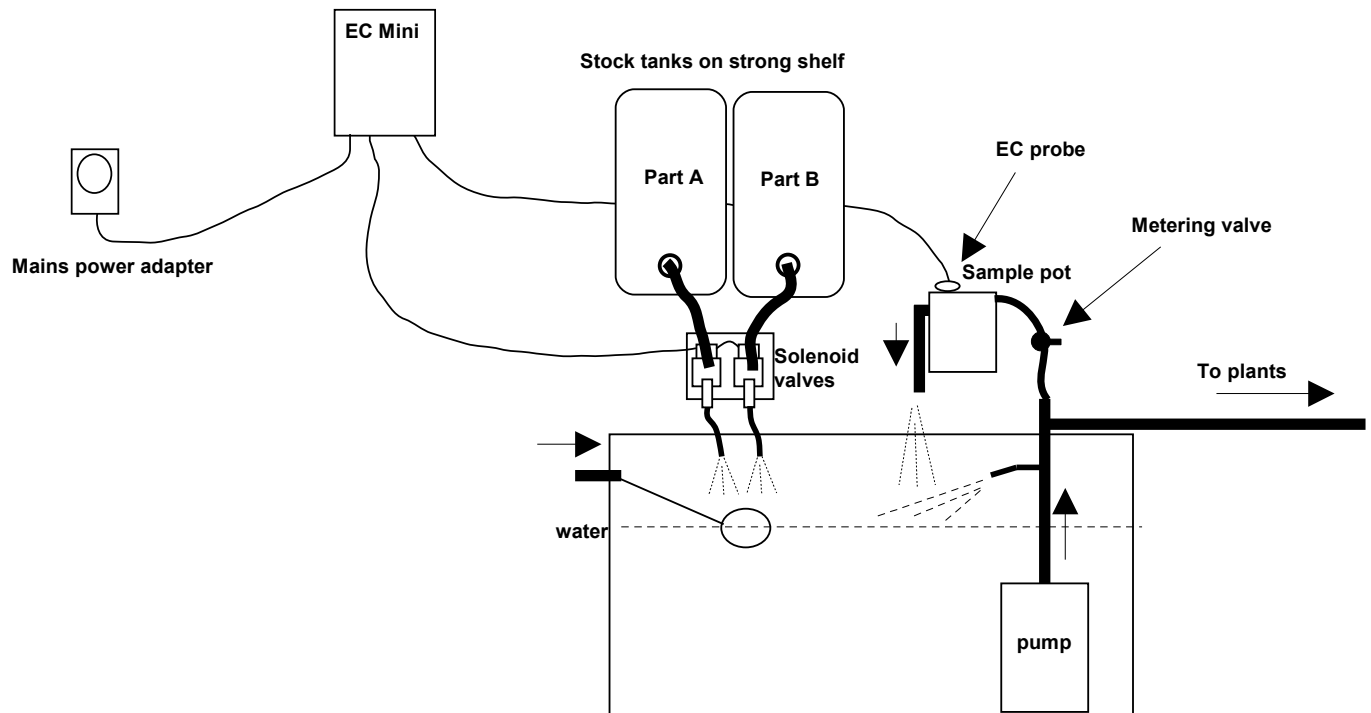 EC Mini
Stock tanks on strong shelf
Part A
Part B
EC probe
Metering valve
Mains power adapter
Sample pot
Solenoid
valves
To plants
water
pump